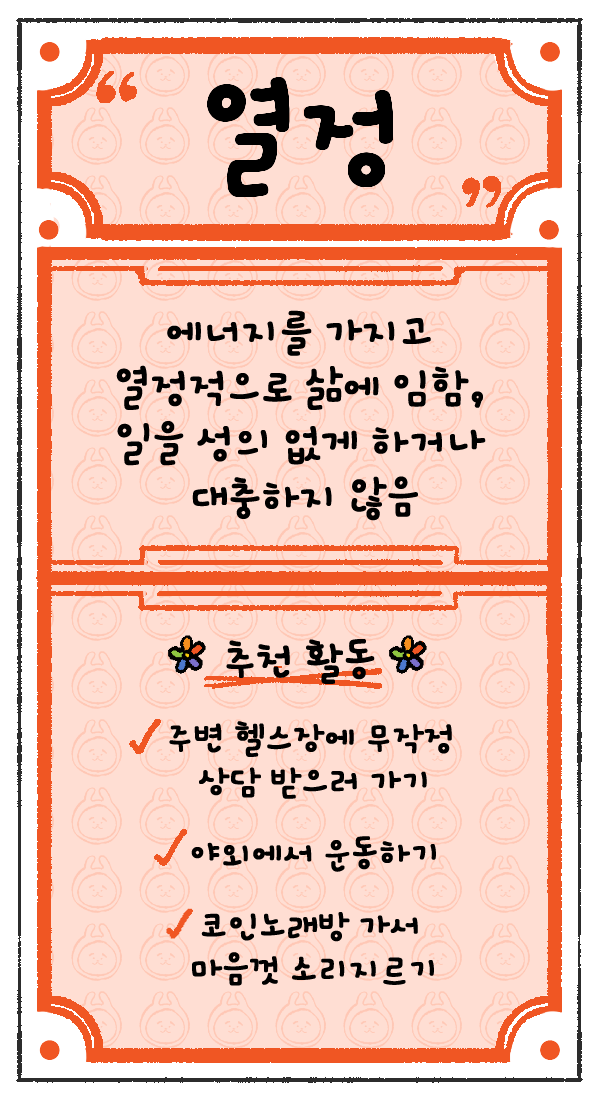 “열정”
에너지를 가지고
열정적으로 삶에 임함,
일을 성의 없게 하거나
대충하지 않음
추천 활동
주변 헬스장에 무작정
상담 받으러 가기
야외에서 운동하기
코인노래방 가서
마음껏 소리지르기